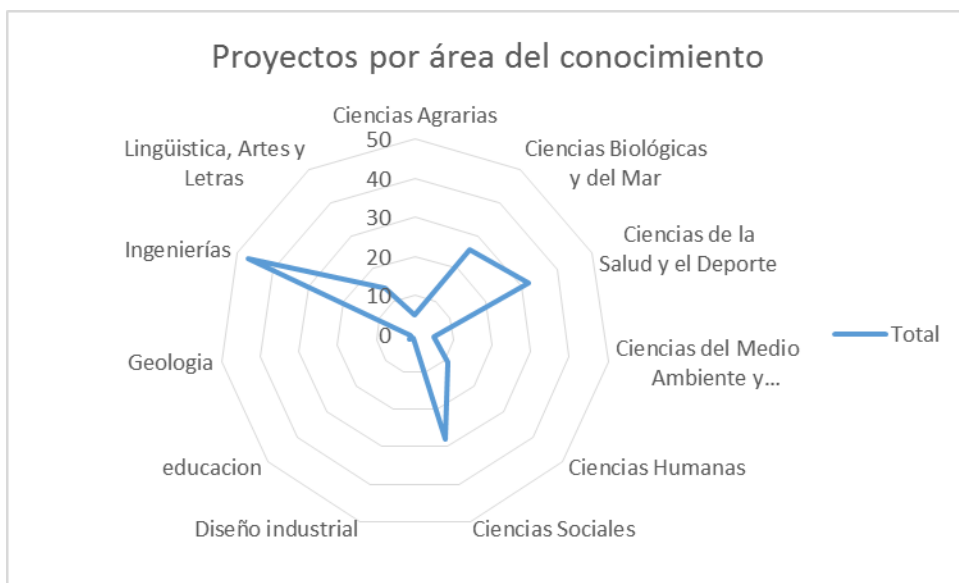 Proyectos por área del conocimiento
Ciencias Agrarias
50
40
30
20
10
0
Ciencias Biológicas
y del Mar
Ciencias de la
Salud y el Deporte
Ciencias del Medio
Ambiente y...
Ciencias Humanas
Ciencias Sociales
Diseño industrial
educacion
Geologia
Ingenierías
Lingüistica, Artes y
Letras
Total